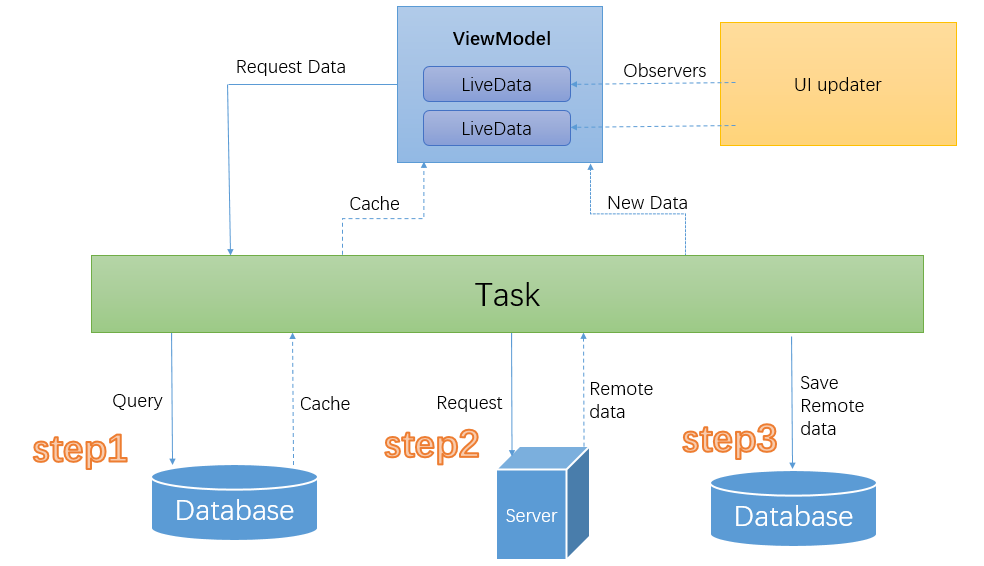 ViewModel
Request Data
LiveData
Observers
UI updater
LiveData
Cache
New Data
Task
Query
Cache
step1
Database
Request
Remote
data
step2
Server
Save
Remote
data
step3
Database